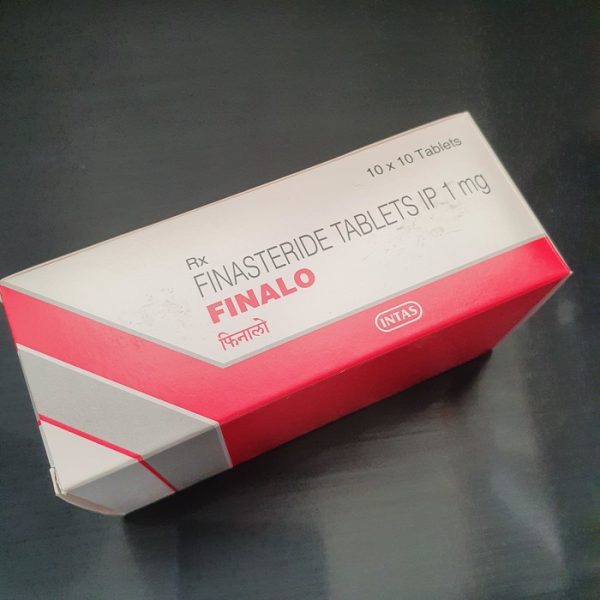 10 x 10 Tablets
Rx
FINASTERIDE TABLETS IP 1 mg
FINALO
फिनालो
INTAS